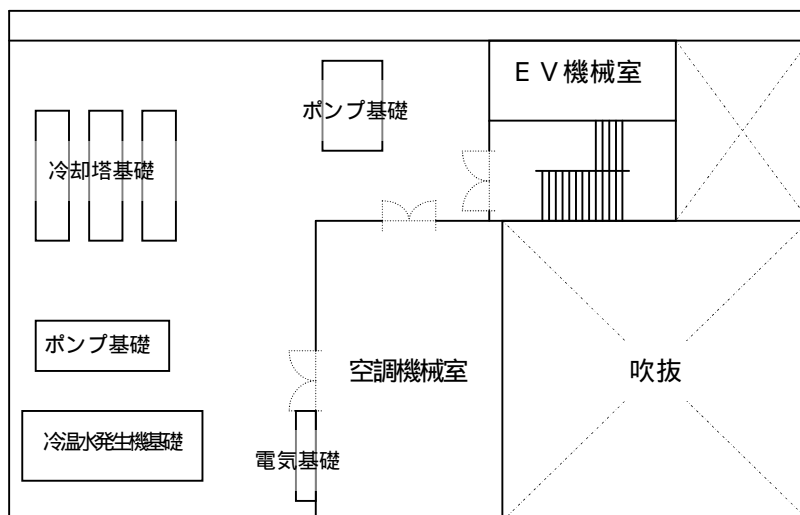 ＥＶ機械室
ポンプ基礎
冷却塔基礎
ポンプ基礎
空調機械室
吹抜
冷温水発生機基礎
電気基礎